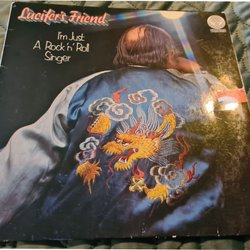 Lucifer's Friend
I'm Just
A Rock 'n' Roll
Singer